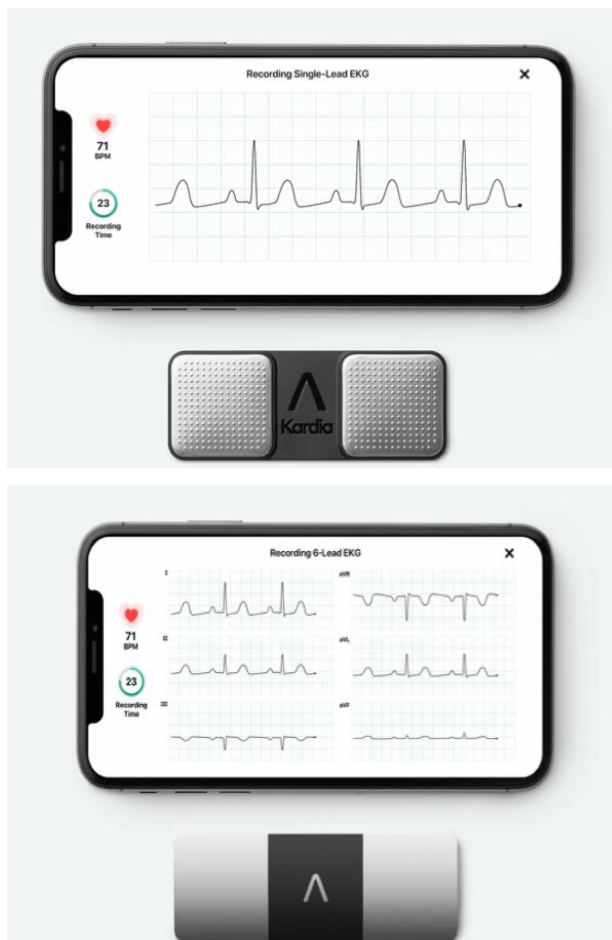 Recording Single-Lead EKG
71
BPM
23
Recording
Time
Kardia
Recording 6-Lead EKG
71
BPM
23
Recording
Time
I
aVR
II
aVL
III
aVF